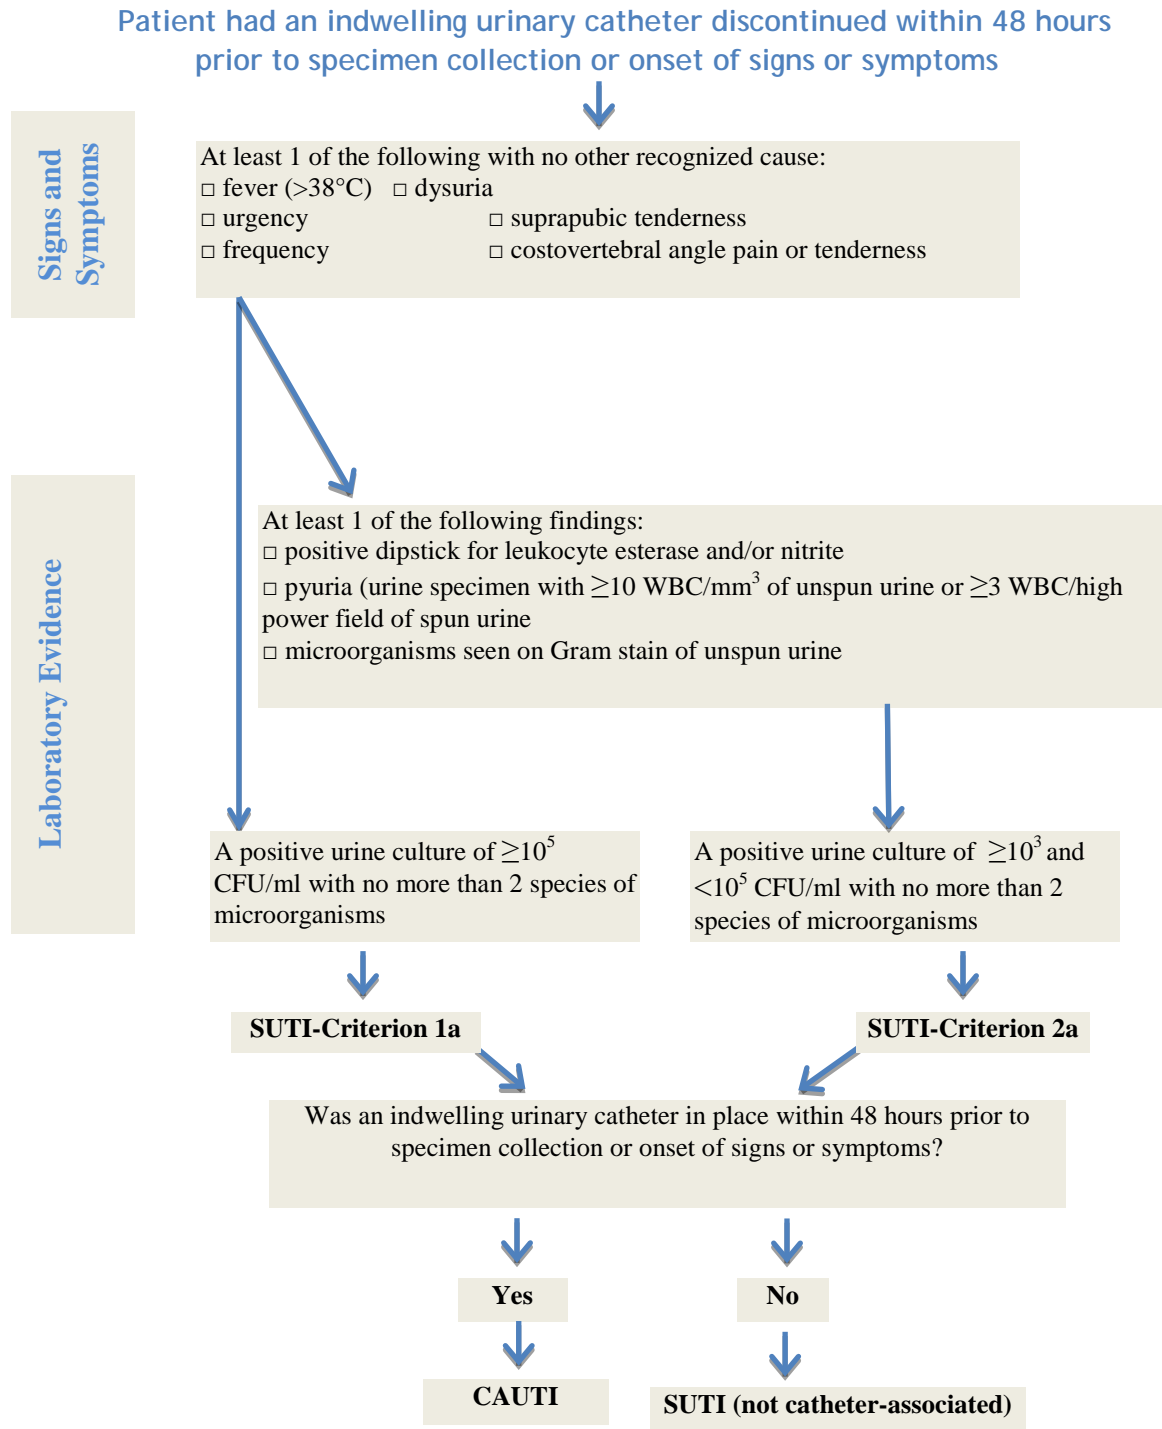 Patient had an indwelling urinary catheter discontinued within 48 hours
prior to specimen collection or onset of signs or symptoms
Signs and
Symptoms
At least 1 of the following with no other recognized cause:
□ fever (>38°C) □ dysuria
□ urgency □ suprapubic tenderness
□ frequency □ costovertebral angle pain or tenderness
Laboratory Evidence
At least 1 of the following findings:
□ positive dipstick for leukocyte esterase and/or nitrite
□ pyuria (urine specimen with ≥10 WBC/mm³ of unspun urine or ≥3 WBC/high
power field of spun urine
□ microorganisms seen on Gram stain of unspun urine
A positive urine culture of ≥10⁵
CFU/ml with no more than 2 species of
microorganisms
A positive urine culture of ≥10³ and
<10⁵ CFU/ml with no more than 2
species of microorganisms
SUTI-Criterion 1a
SUTI-Criterion 2a
Was an indwelling urinary catheter in place within 48 hours prior to
specimen collection or onset of signs or symptoms?
Yes
No
CAUTI
SUTI (not catheter-associated)